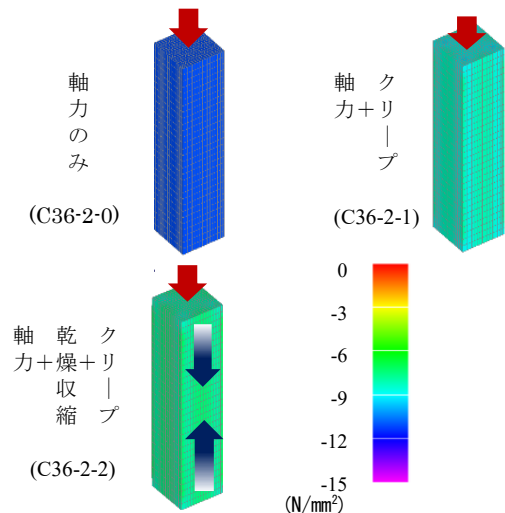 軸力のみ
(C36-2-0)
軸力+
クリープ
(C36-2-1)
軸力+
乾燥収縮+
クリープ
(C36-2-2)
0
-3
-6
-9
-12
-15
(N/mm²)